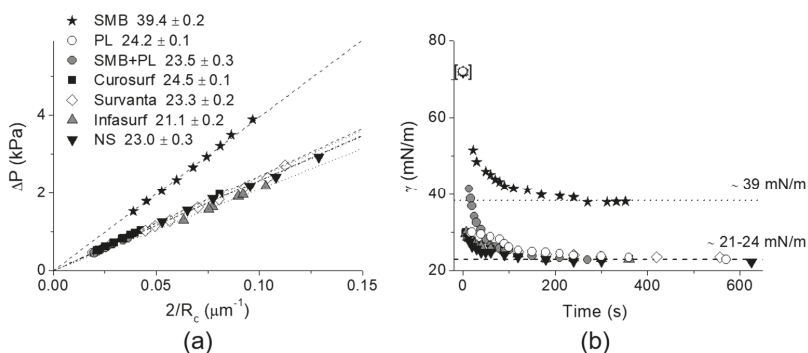 SMB 39.4 ± 0.2
PL 24.2 ± 0.1
SMB+PL 23.5 ± 0.3
Curosurf 24.5 ± 0.1
Survanta 23.3 ± 0.2
Infasurf 21.1 ± 0.2
NS 23.0 ± 0.3
ΔP (kPa)
4
2
0
0.00 0.05 0.10 0.15
2/Rc (μm⁻¹)
(a)
γ (mN/m)
80
60
40
20
[ ]
~ 39 mN/m
~ 21-24 mN/m
0 200 400 600
Time (s)
(b)